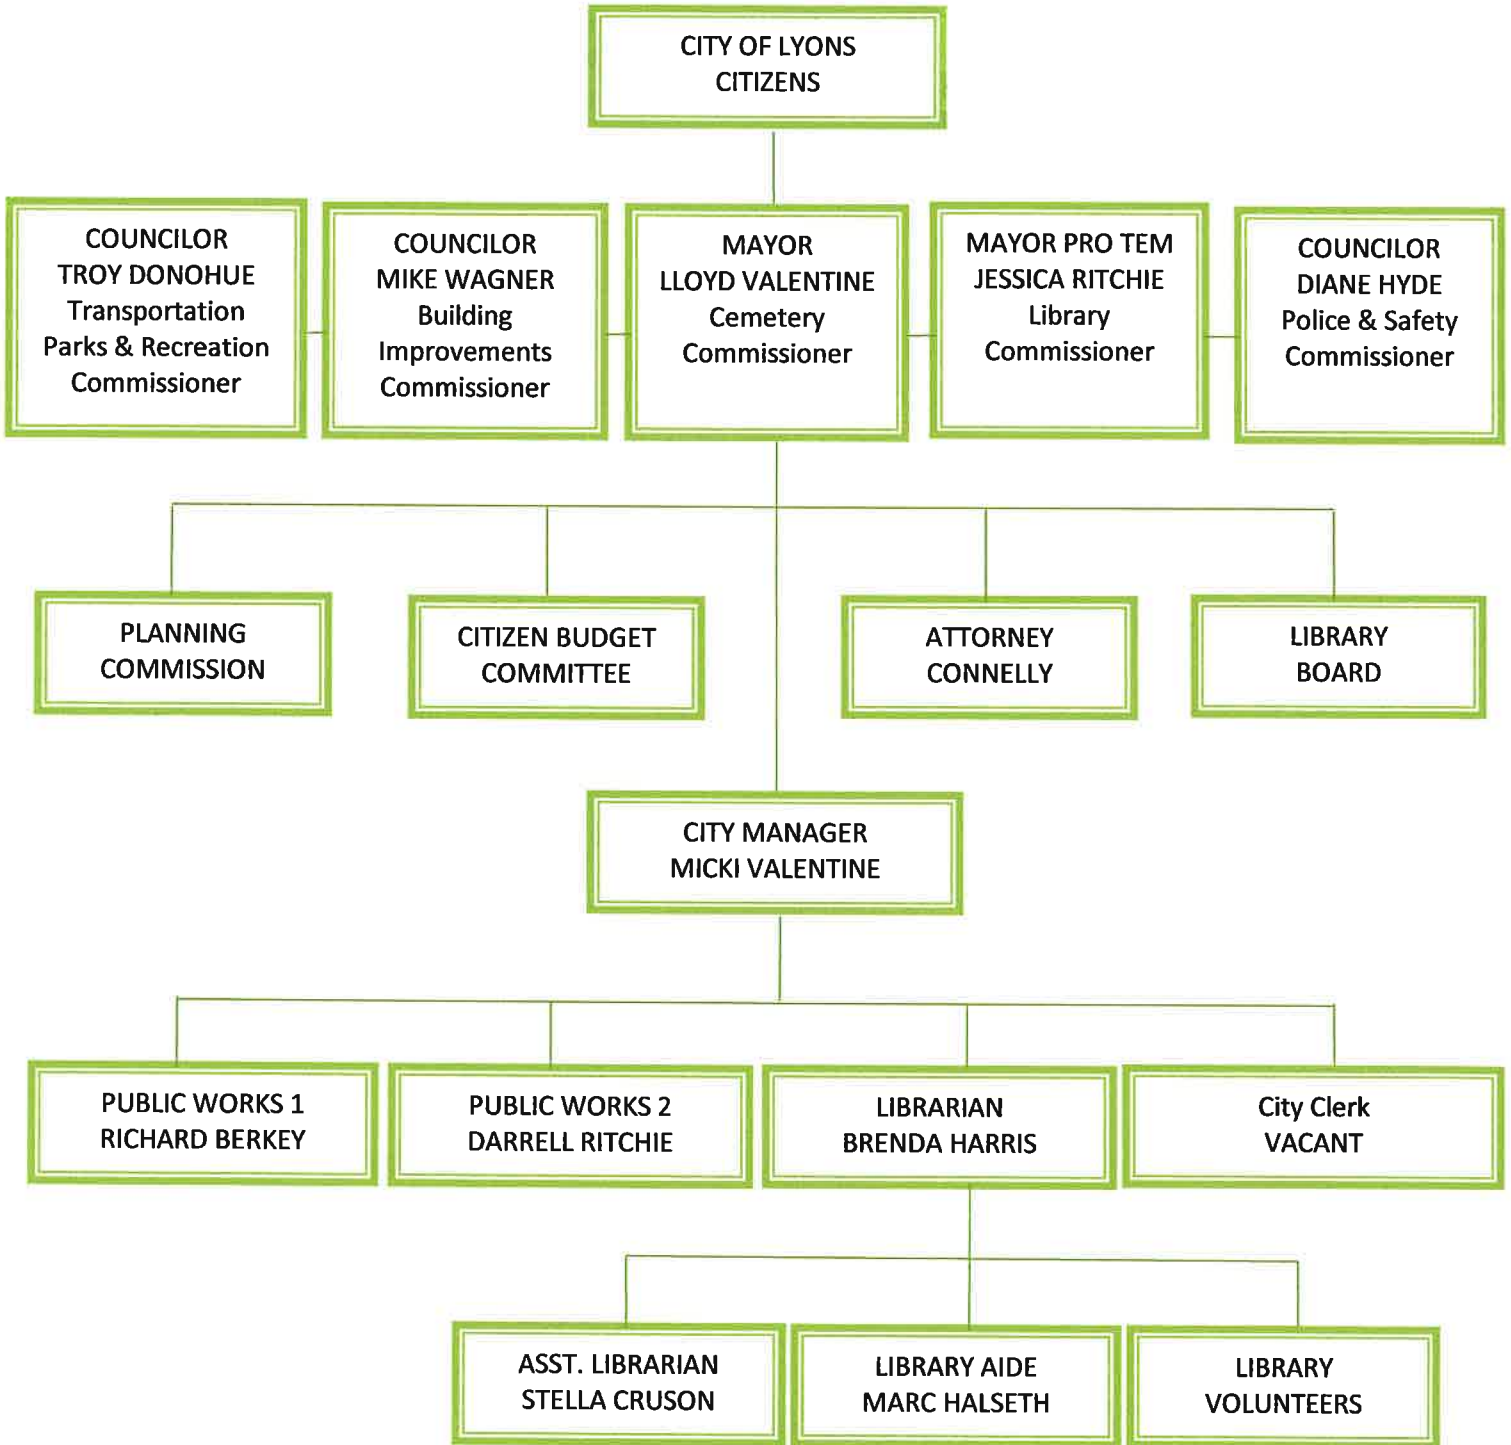 CITY OF LYONS
CITIZENS
COUNCILOR
TROY DONOHUE
Transportation
Parks & Recreation
Commissioner
COUNCILOR
MIKE WAGNER
Building
Improvements
Commissioner
MAYOR
LLOYD VALENTINE
Cemetery
Commissioner
MAYOR PRO TEM
JESSICA RITCHIE
Library
Commissioner
COUNCILOR
DIANE HYDE
Police & Safety
Commissioner
PLANNING
COMMISSION
CITIZEN BUDGET
COMMITTEE
ATTORNEY
CONNELLY
LIBRARY
BOARD
CITY MANAGER
MICKI VALENTINE
PUBLIC WORKS 1
RICHARD BERKEY
PUBLIC WORKS 2
DARRELL RITCHIE
LIBRARIAN
BRENDA HARRIS
City Clerk
VACANT
ASST. LIBRARIAN
STELLA CRUSON
LIBRARY AIDE
MARC HALSETH
LIBRARY
VOLUNTEERS